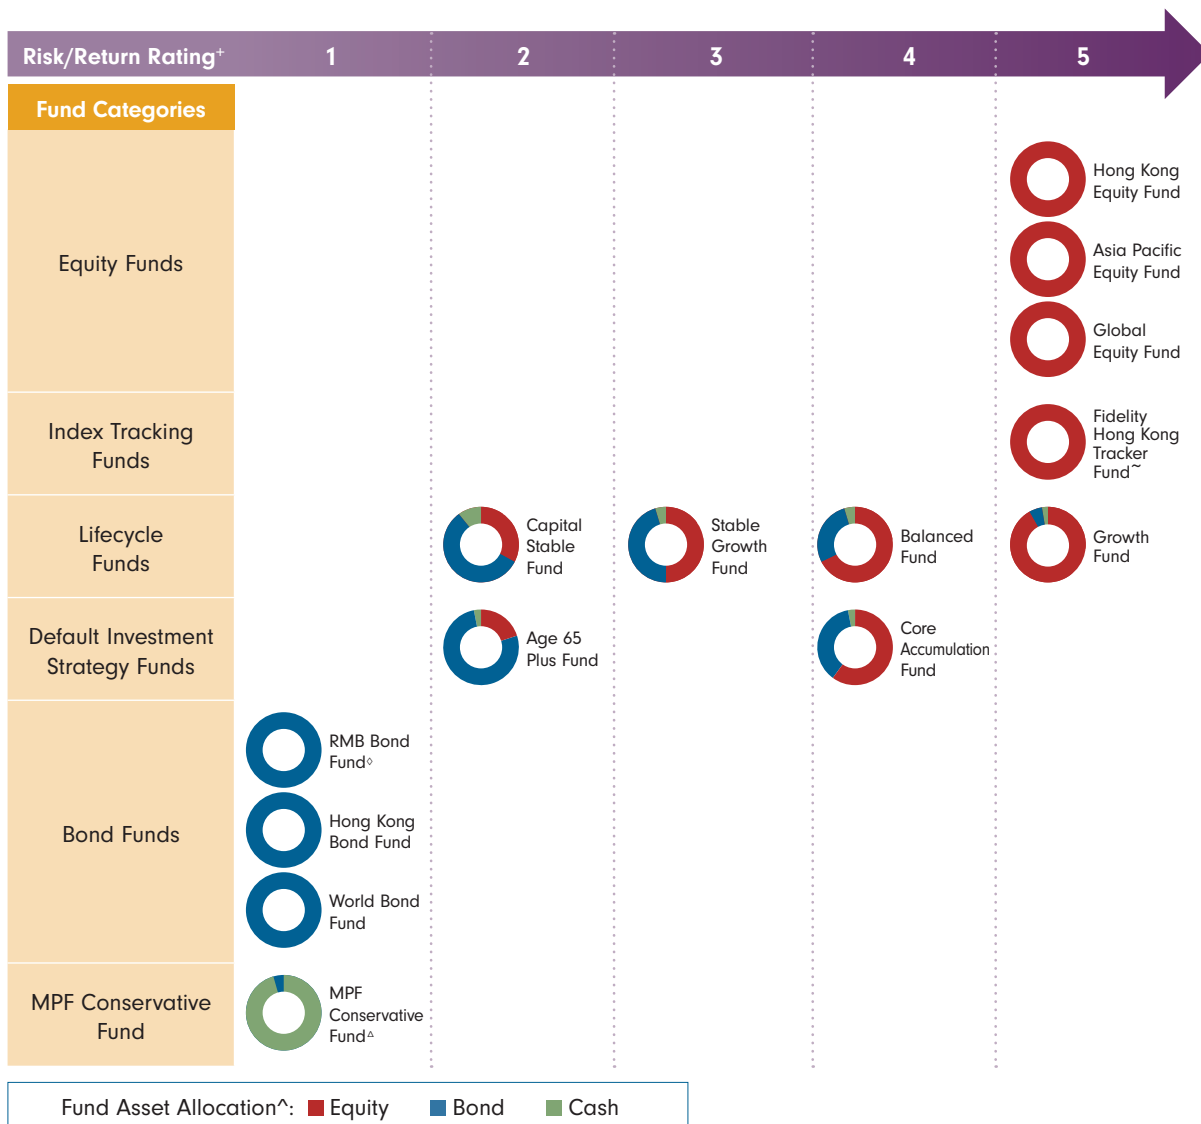 Risk/Return Rating+ 1 2 3 4 5
Fund Categories
Equity Funds
Hong Kong
Equity Fund
Asia Pacific
Equity Fund
Global
Equity Fund
Index Tracking
Funds
Fidelity
Hong Kong
Tracker
Fund~
Lifecycle
Funds
Capital
Stable
Fund
Stable
Growth
Fund
Balanced
Fund
Growth
Fund
Default Investment
Strategy Funds
Age 65
Plus Fund
Core
Accumulation
Fund
Bond Funds
RMB Bond
Fund◊
Hong Kong
Bond Fund
World Bond
Fund
MPF Conservative
Fund
MPF
Conservative
Fund△
Fund Asset Allocation^: Equity Bond Cash